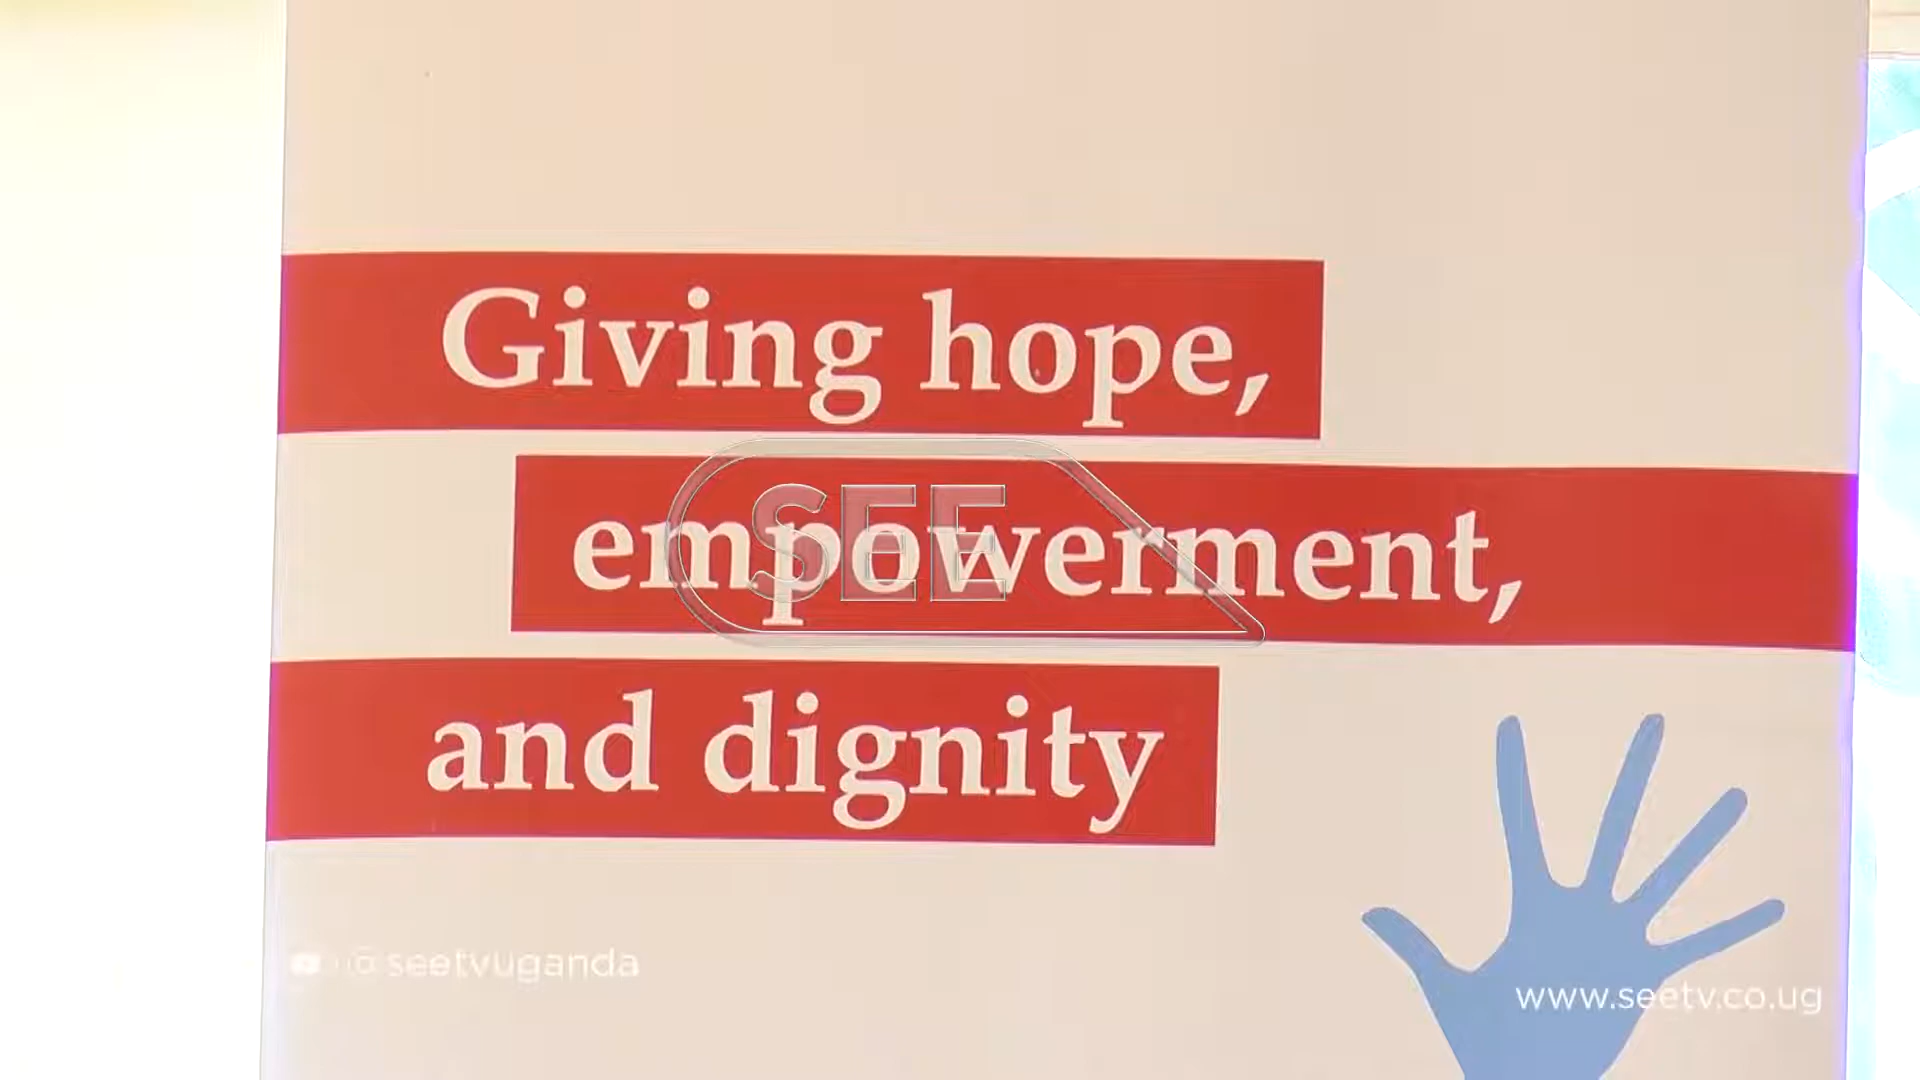 Giving hope,
SEE
empowerment,
and dignity
@seetvuganda
www.seetv.co.ug